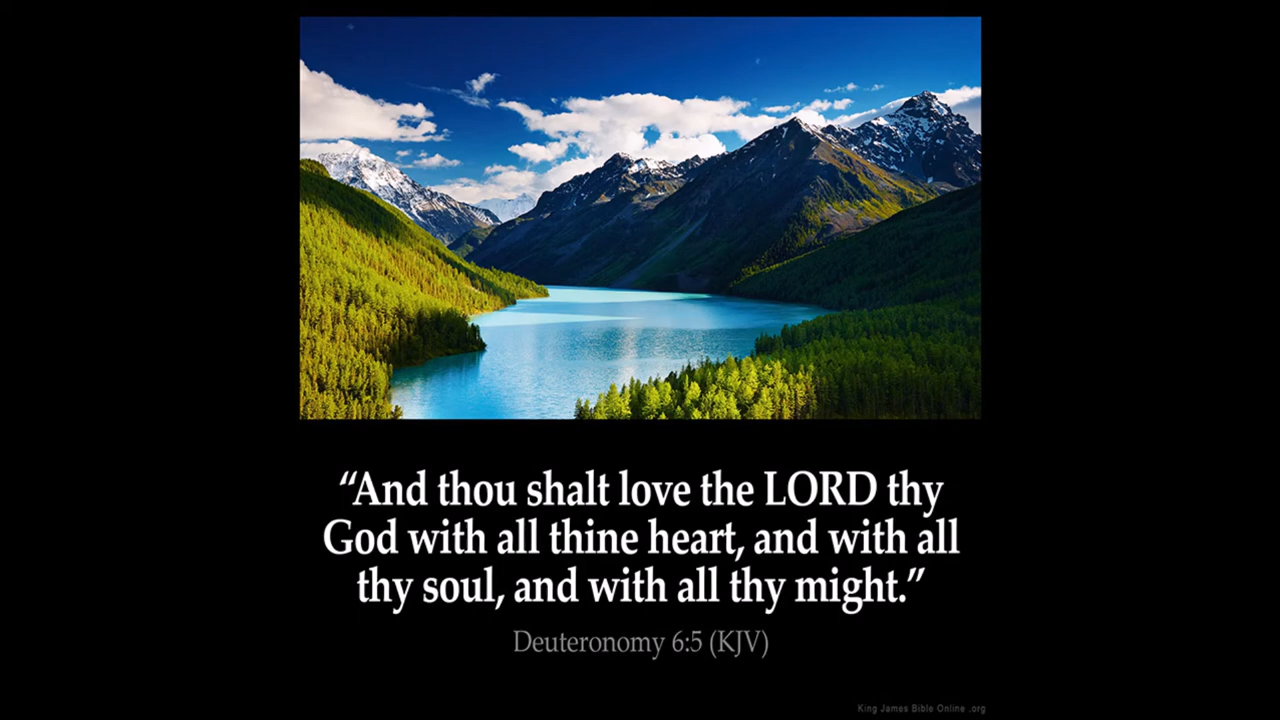 “And thou shalt love the LORD thy
God with all thine heart, and with all
thy soul, and with all thy might.”
Deuteronomy 6:5 (KJV)
King James Bible Online .org